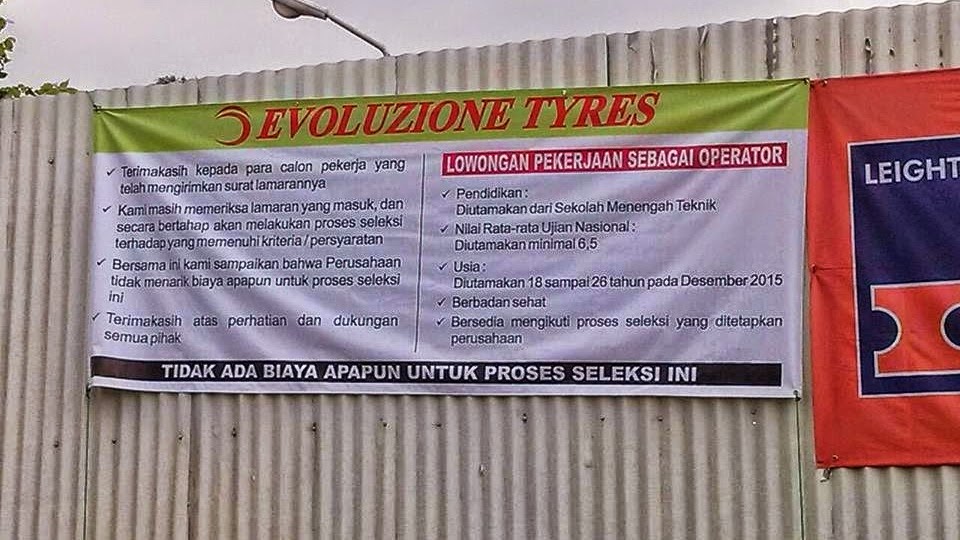 EVOLUZIONE TYRES
Terimakasih kepada para calon pekerja yang
telah mengirimkan surat lamarannya
Kami masih memeriksa lamaran yang masuk, dan
secara bertahap akan melakukan proses seleksi
terhadap yang memenuhi kriteria / persyaratan
Bersama ini kami sampaikan bahwa Perusahaan
tidak menarik biaya apapun untuk proses seleksi
ini
Terimakasih atas perhatian dan dukungan
semua pihak
LOWONGAN PEKERJAAN SEBAGAI OPERATOR
Pendidikan :
Diutamakan dari Sekolah Menengah Teknik
Nilai Rata-rata Ujian Nasional :
Diutamakan minimal 6,5
Usia :
Diutamakan 18 sampai 26 tahun pada Desember 2015
Berbadan sehat
Bersedia mengikuti proses seleksi yang ditetapkan
perusahaan
TIDAK ADA BIAYA APAPUN UNTUK PROSES SELEKSI INI
LEIGHT